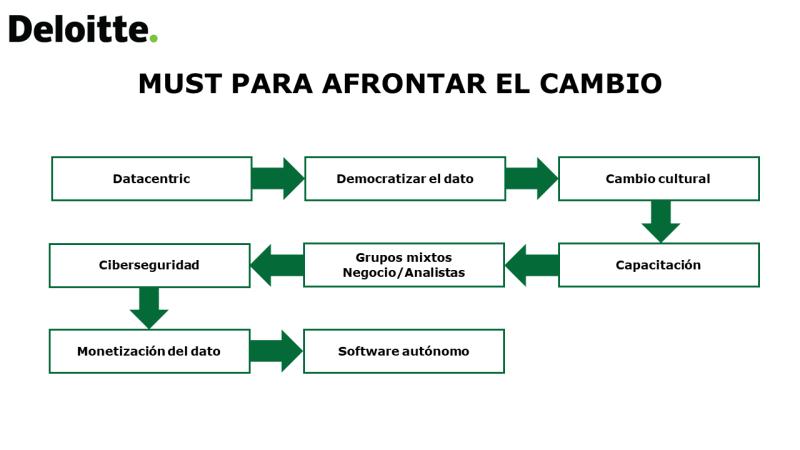 Deloitte.
MUST PARA AFRONTAR EL CAMBIO
Datacentric
Democratizar el dato
Cambio cultural
Capacitación
Grupos mixtos
Negocio/Analistas
Ciberseguridad
Monetización del dato
Software autónomo